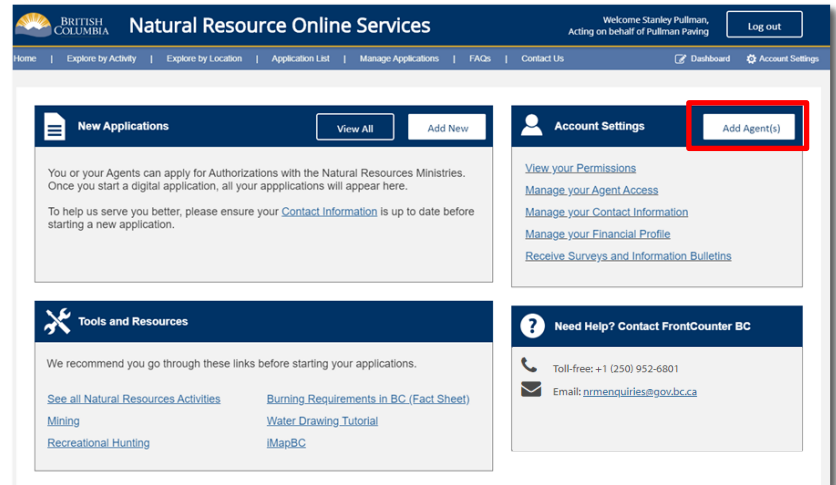 BRITISH
COLUMBIA
Natural Resource Online Services
Welcome Stanley Pullman,
Acting on behalf of Pullman Paving
Log out
Home | Explore by Activity | Explore by Location | Application List | Manage Applications | FAQs | Contact Us
Dashboard
Account Settings
New Applications
View All
Add New
You or your Agents can apply for Authorizations with the Natural Resources Ministries.
Once you start a digital application, all your appplications will appear here.
To help us serve you better, please ensure your Contact Information is up to date before
starting a new application.
Account Settings
Add Agent(s)
View your Permissions
Manage your Agent Access
Manage your Contact Information
Manage your Financial Profile
Receive Surveys and Information Bulletins
Tools and Resources
We recommend you go through these links before starting your applications.
See all Natural Resources Activities
Burning Requirements in BC (Fact Sheet)
Mining
Water Drawing Tutorial
Recreational Hunting
iMapBC
? Need Help? Contact FrontCounter BC
Toll-free: +1 (250) 952-6801
Email: nrmenquiries@gov.bc.ca